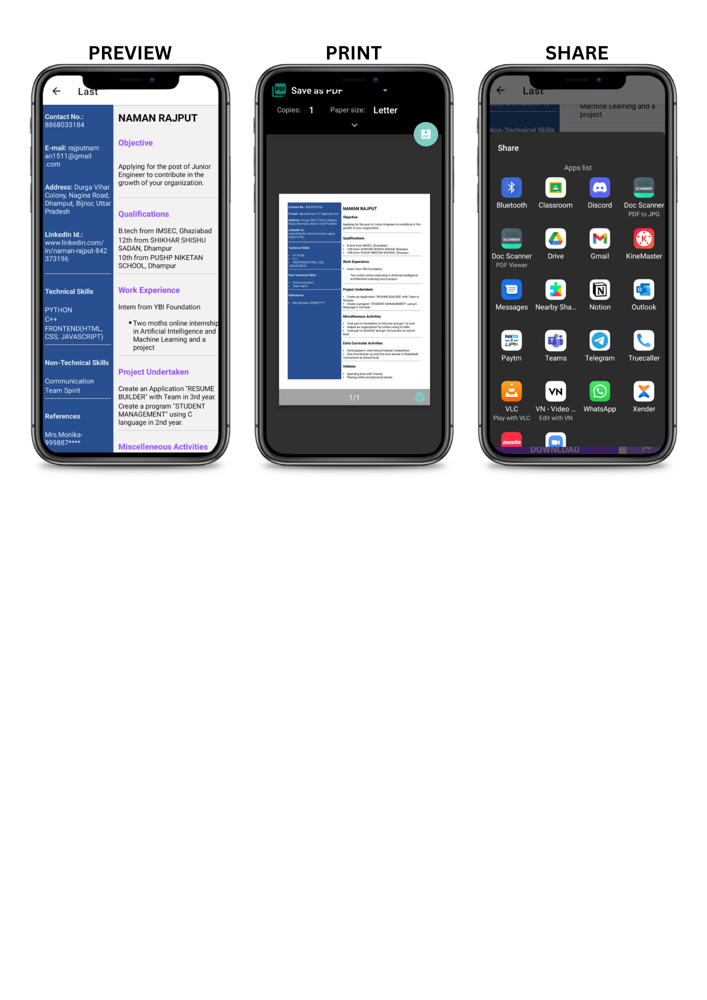 PREVIEW
Last
Contact No.:
8868033184
E-mail: rajputnam
an1511@gmail
.com
Address: Durga Vihar
Colony, Nagina Road,
Dhamput, Bijnor, Uttar
Pradesh
LinkedIn Id.:
www.linkedin.com/
in/naman-rajput-842
373196
Technical Skills
PYTHON
C++
FRONTEND(HTML,
CSS, JAVASCRIPT)
Non-Technical Skills
Communication
Team Spirit
References
Mrs.Monika-
999887****
NAMAN RAJPUT
Objective
Applying for the post of Junior
Engineer to contribute in the
growth of your organization.
Qualifications
B.tech from IMSEC, Ghaziabad
12th from SHIKHAR SHISHU
SADAN, Dhampur
10th from PUSHP NIKETAN
SCHOOL, Dhampur
Work Experience
Intern from YBI Foundation
• Two moths online internship
in Artificial Intelligence and
Machine Learning and a
project
Project Undertaken
Create an Application "RESUME
BUILDER" with Team in 3rd year.
Create a program "STUDENT
MANAGEMENT" using C
language in 2nd year.
Miscelleneous Activities
PRINT
PDF
Save as PDF
Copies: 1 Paper size: Letter
PDF
Contact No.: 8868033184
E-mail: rajputnaman1511@gmail.com
Address: Durga Vihar Colony, Nagina
Road, Dhamput, Bijnor, Uttar Pradesh
LinkedIn Id.:
www.linkedin.com/in/naman-rajput-
842373196
Technical Skills
• PYTHON
• C++
• FRONTEND(HTML, CSS,
JAVASCRIPT)
Non-Technical Skills
• Communication
• Team Spirit
References
• Mrs.Monika- 999887****
NAMAN RAJPUT
Objective
Applying for the post of Junior Engineer to contribute in the
growth of your organization.
Qualifications
• B.tech from IMSEC, Ghaziabad
• 12th from SHIKHAR SHISHU SADAN, Dhampur
• 10th from PUSHP NIKETAN SCHOOL, Dhampur
Work Experience
• Intern from YBI Foundation
Two moths online internship in Artificial Intelligence
and Machine Learning and a project
Project Undertaken
• Create an Application "RESUME BUILDER" with Team in
3rd year.
• Create a program "STUDENT MANAGEMENT" using C
language in 2nd year.
Miscelleneous Activities
• Took part in Hackathon in 2nd year and got 1st rank.
• Helped an organization for online voting in Delhi.
• Took part in AAGHAZ and got 3rd position at school
level.
Extra Curricular Activities
• Participated in Inter-School Debate Competition.
• One time Runner up and One time winner in Basketball
Tournament at School level.
Hobbies
• Spending time with Friends
• Playing online and physical Games
1/1
SHARE
Last
CSS, JAVASCRIPT)
Non-Technical Skills
Machine Learning and a
project
Share
Apps list
DOC
SCANNER
Bluetooth Classroom Discord Doc Scanner
PDF to JPG
DOC
SCANNER
Doc Scanner Drive Gmail KineMaster
PDF Viewer
Messages Nearby Sha... Notion Outlook
Paytm
UPI
Paytm Teams Telegram Truecaller
VN
VLC VN - Video ... WhatsApp Xender
Play with VLC Edit with VN
zomato
DOWNLOAD